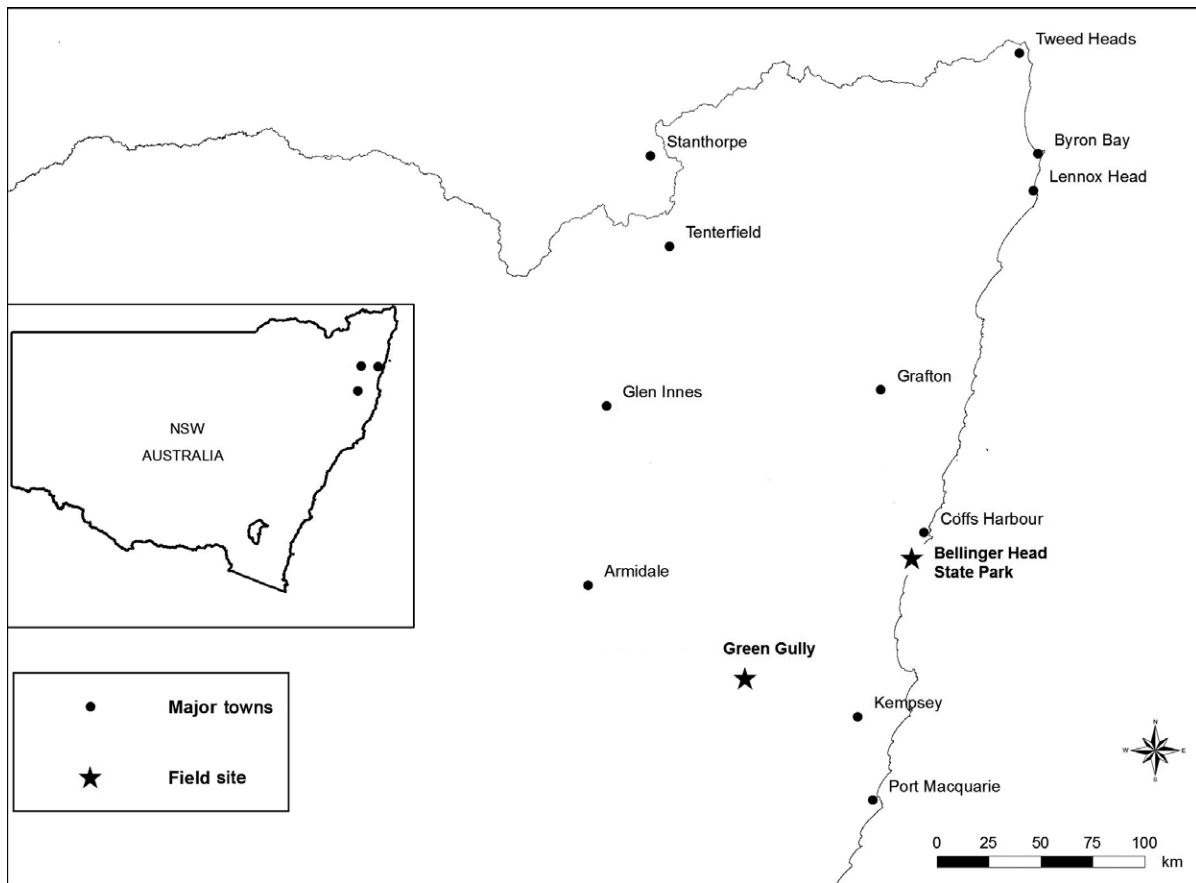 Tweed Heads
Stanthorpe
Byron Bay
Lennox Head
Tenterfield
Glen Innes
Grafton
NSW
AUSTRALIA
Coffs Harbour
Bellinger Head
State Park
Armidale
Green Gully
Kempsey
Major towns
Field site
N
W
E
S
Port Macquarie
0 25 50 75 100
km